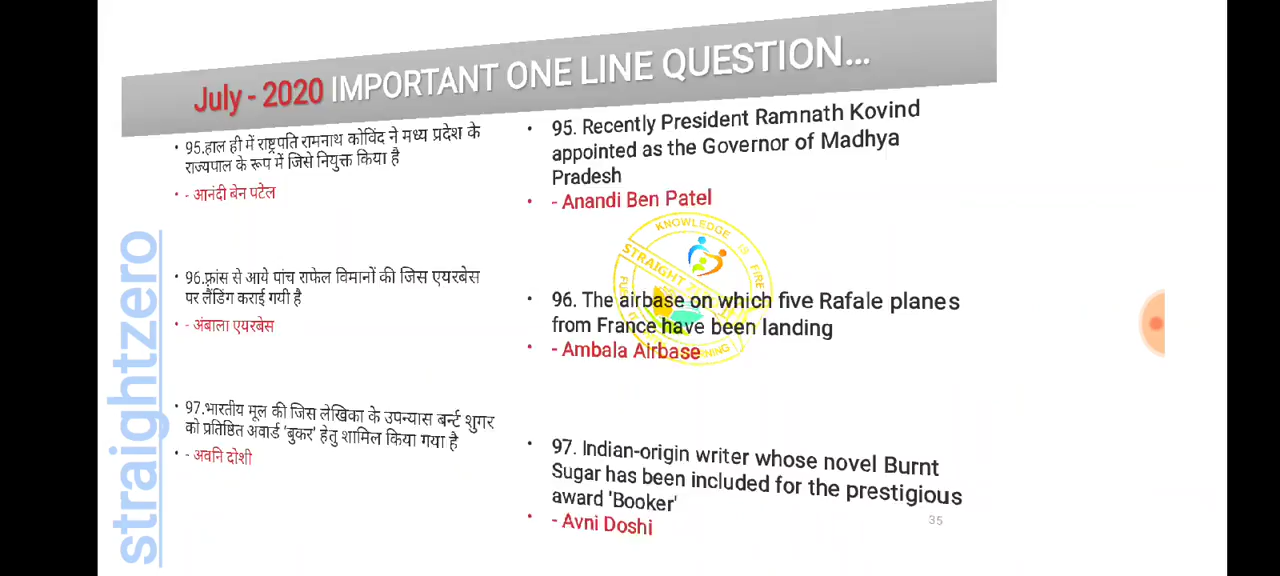 July - 2020 IMPORTANT ONE LINE QUESTION...
95.हाल ही में राष्ट्रपति रामनाथ कोविंद ने मध्य प्रदेश के
राज्यपाल के रूप में जिसे नियुक्त किया है
- आनंदी बेन पटेल
96.फ़्रांस से आये पांच राफेल विमानों की जिस एयरबेस
पर लैंडिंग कराई गयी है
- अंबाला एयरबेस
97.भारतीय मूल की जिस लेखिका के उपन्यास बर्न्ट शुगर
को प्रतिष्ठित अवार्ड 'बुकर' हेतु शामिल किया गया है
- अवनि दोशी
95. Recently President Ramnath Kovind
appointed as the Governor of Madhya
Pradesh
- Anandi Ben Patel
96. The airbase on which five Rafale planes
from France have been landing
- Ambala Airbase
97. Indian-origin writer whose novel Burnt
Sugar has been included for the prestigious
award 'Booker'
- Avni Doshi
35
straightzero
KNOWLEDGE IS FIRE
STRAIGHT